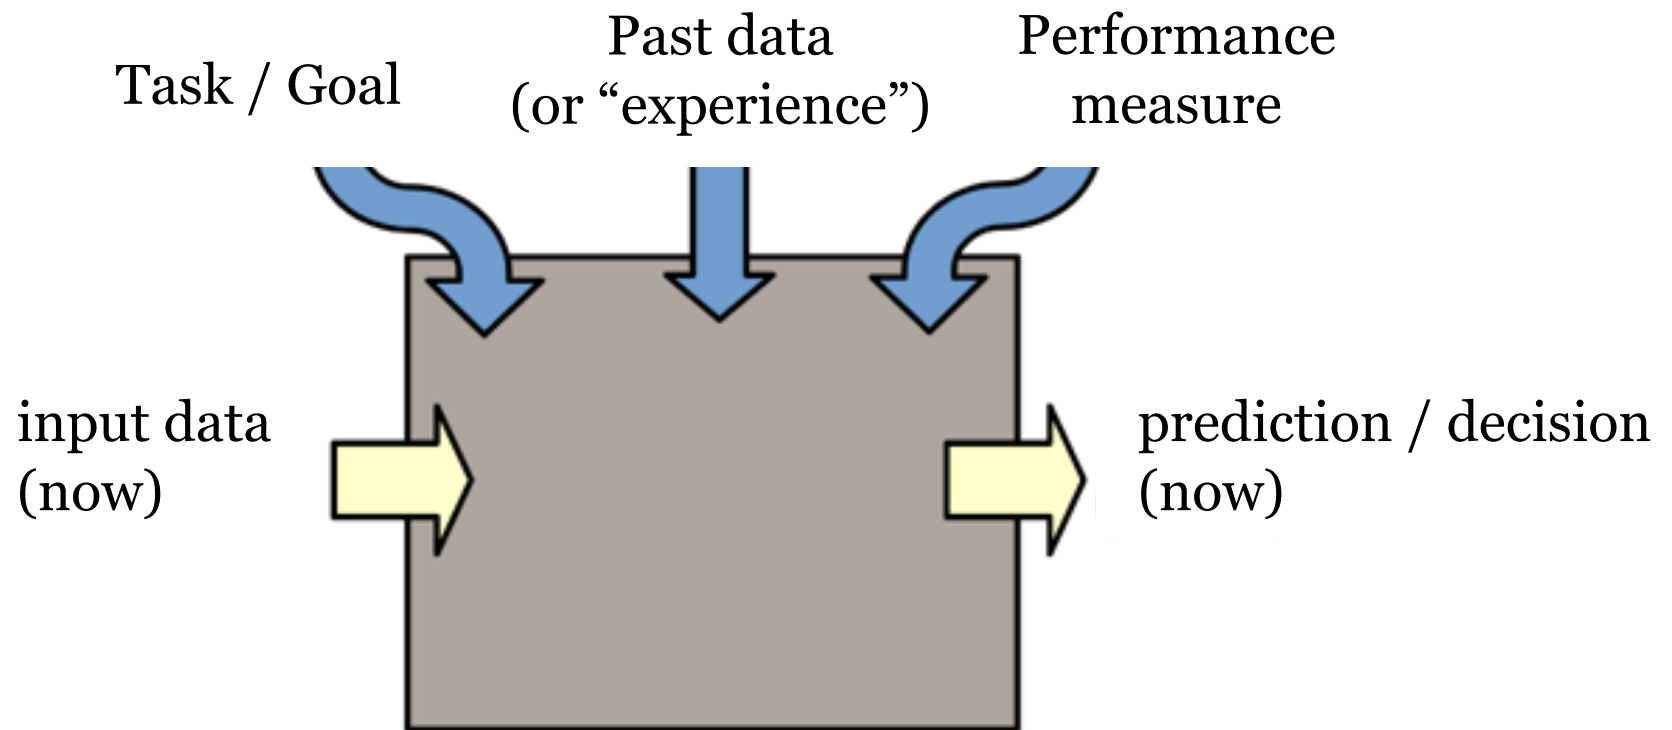 Task / Goal
Past data
(or “experience”)
Performance
measure
input data
(now)
prediction / decision
(now)